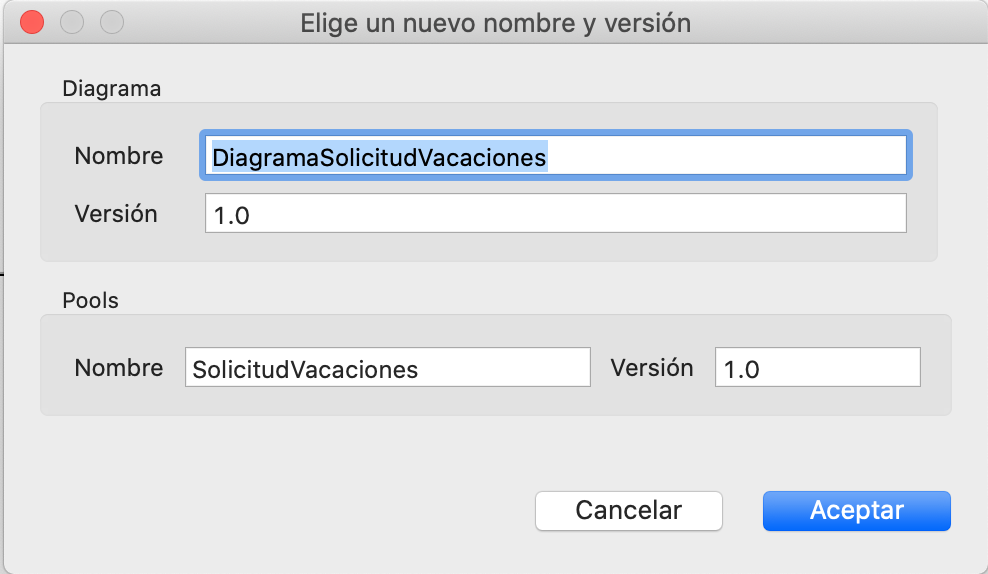 Elige un nuevo nombre y versión
Diagrama
Nombre DiagramaSolicitudVacaciones
Versión 1.0
Pools
Nombre SolicitudVacaciones Versión 1.0
Cancelar Aceptar